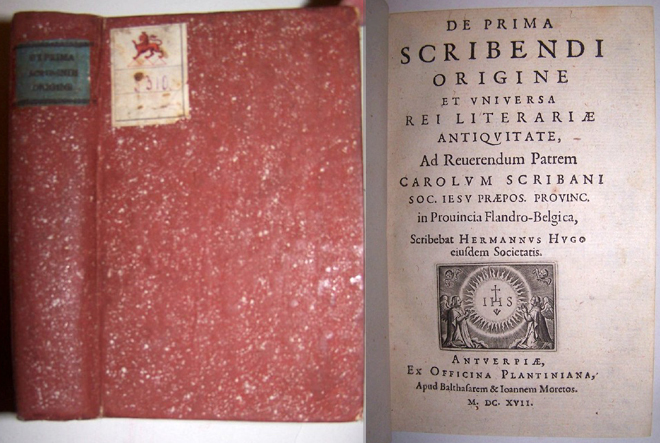 DE PRIMA
SCRIBENDI
ORIGINE
ET VNIVERSA
REI LITERARIÆ
ANTIQVITATE,
Ad Reuerendum Patrem
CAROLVM SCRIBANI
SOC. IESV PRÆPOS. PROVINC.
in Prouincia Flandro-Belgica,
Scribebat HERMANNVS HVGO
eiusdem Societatis.
IHS
ANTVERPIÆ,
EX OFFICINA PLANTINIANA,
Apud Balthasarem & Ioannem Moretos.
M. DC. XVII.